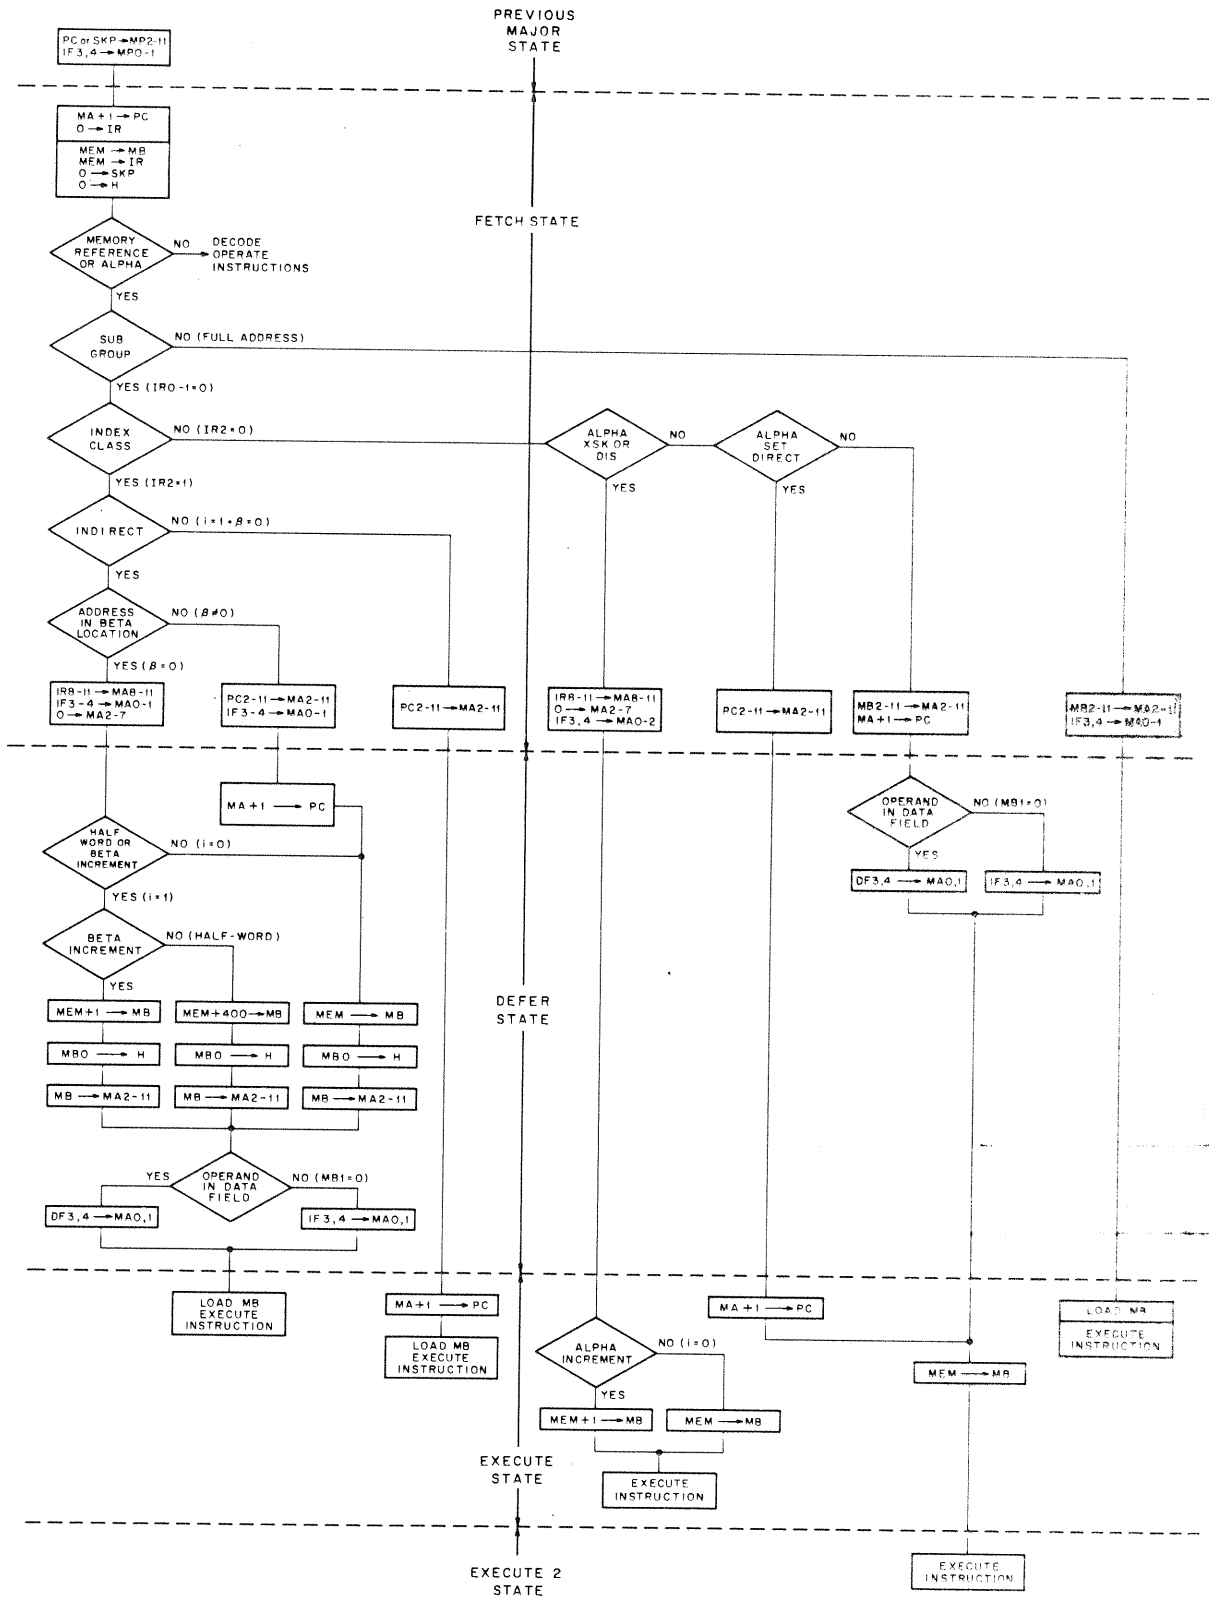 PREVIOUS
MAJOR
STATE
PC or SKP → MP2-11
IF3,4 → MP0-1
MA+1 → PC
O → IR
MEM → MB
MEM → IR
O → SKP
O → H
FETCH STATE
MEMORY
REFERENCE
OR ALPHA
NO
DECODE
OPERATE
INSTRUCTIONS
YES
SUB
GROUP
NO (FULL ADDRESS)
YES (IR0-1=0)
INDEX
CLASS
NO (IR2=0)
ALPHA
XSK OR
DIS
NO
ALPHA
SET
DIRECT
NO
YES (IR2=1)
YES
YES
INDIRECT
NO (i=1+β=0)
YES
ADDRESS
IN BETA
LOCATION
NO (β≠0)
YES (β=0)
IR8-11 → MA8-11
IF3-4 → MA0-1
O → MA2-7
PC2-11 → MA2-11
IF3-4 → MA0-1
PC2-11 → MA2-11
IR8-11 → MA8-11
O → MA2-7
IF3,4 → MA0-2
PC2-11 → MA2-11
MB2-11 → MA2-11
MA+1 → PC
MB2-11 → MA2-11
IF3,4 → MA0-1
MA+1 → PC
OPERAND
IN DATA
FIELD
NO (MB1=0)
YES
DF3,4 → MA0,1
IF3,4 → MA0,1
HALF
WORD OR
BETA
INCREMENT
NO (i=0)
YES (i=1)
BETA
INCREMENT
NO (HALF-WORD)
YES
DEFER
STATE
MEM+1 → MB
MEM+400 → MB
MEM → MB
MBO → H
MBO → H
MBO → H
MB → MA2-11
MB → MA2-11
MB → MA2-11
YES
OPERAND
IN DATA
FIELD
NO (MB1=0)
DF3,4 → MA0,1
IF3,4 → MA0,1
LOAD MB
EXECUTE
INSTRUCTION
MA+1 → PC
LOAD MB
EXECUTE
INSTRUCTION
MA+1 → PC
LOAD MB
EXECUTE
INSTRUCTION
ALPHA
INCREMENT
NO (i=0)
YES
MEM → MB
MEM+1 → MB
MEM → MB
EXECUTE
STATE
EXECUTE
INSTRUCTION
EXECUTE 2
STATE
EXECUTE
INSTRUCTION